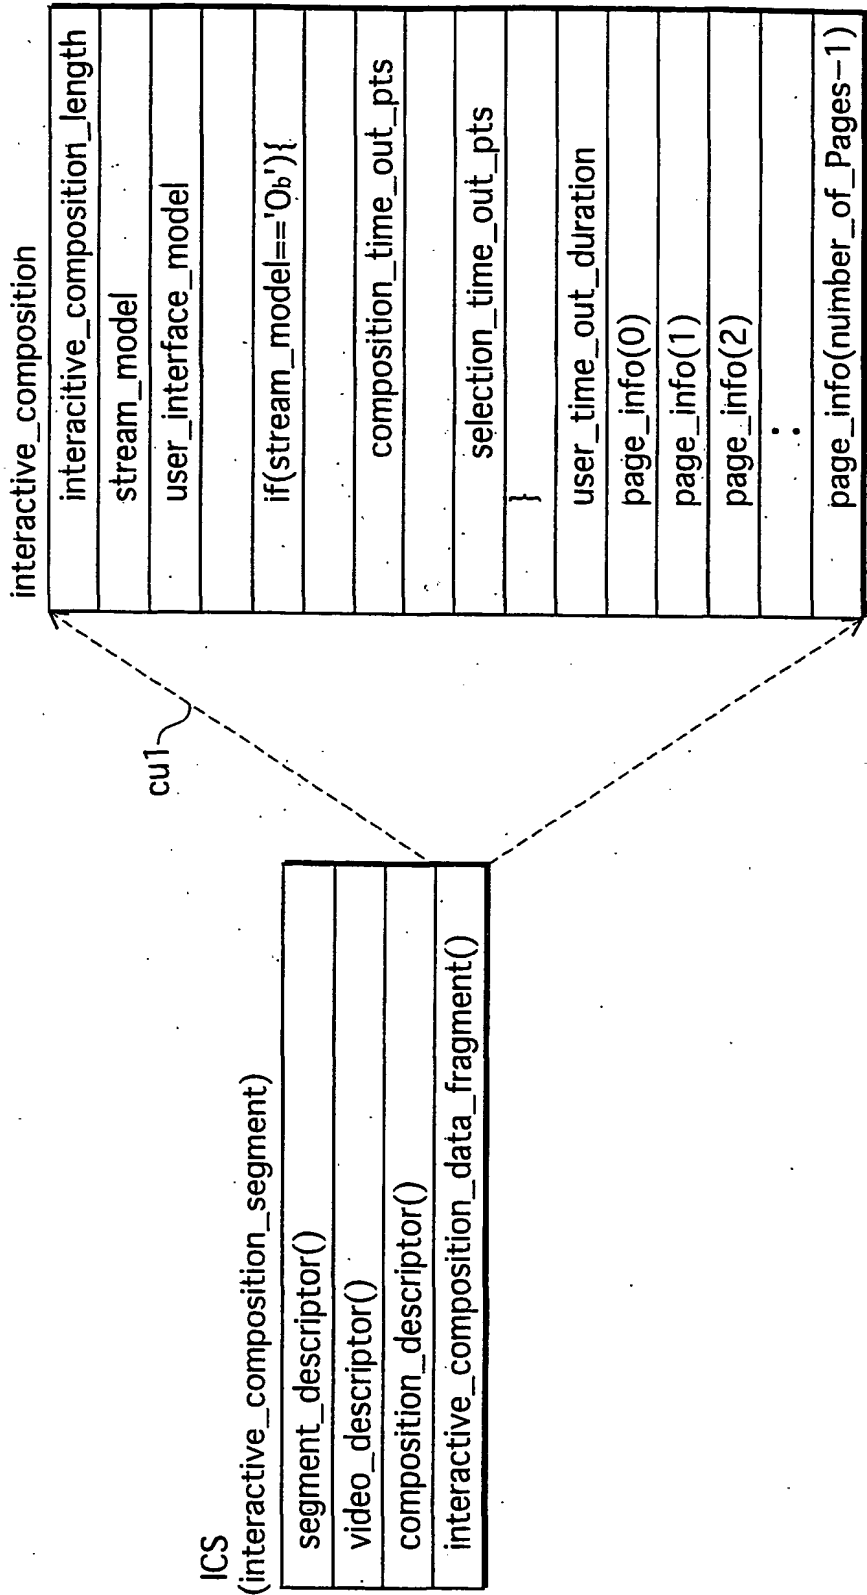 ICS
(interactive_composition_segment)
segment_descriptor()
video_descriptor()
composition_descriptor()
interactive_composition_data_fragment()
cu1
interactive_composition
interacitive_composition_length
stream_model
user_interface_model
if(stream_model=='0b'){
composition_time_out_pts
selection_time_out_pts
}
user_time_out_duration
page_info(0)
page_info(1)
page_info(2)
:
page_info(number_of_Pages-1)